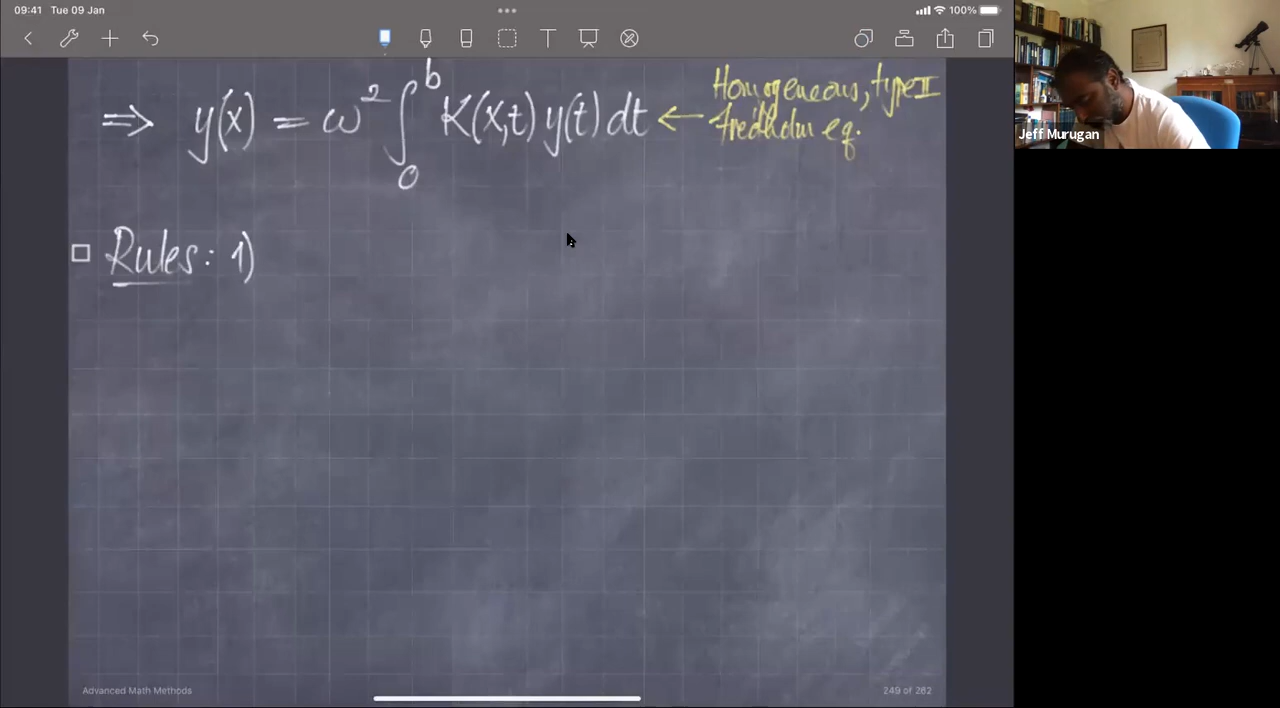 09:41 Tue 09 Jan
100%
Jeff Murugan
⇒ y(x) = ω² ∫₀ᵇ K(x,t) y(t) dt ← Homogeneous, type II
Fredholm eq.
□ Rules: 1)
Advanced Math Methods
249 of 262